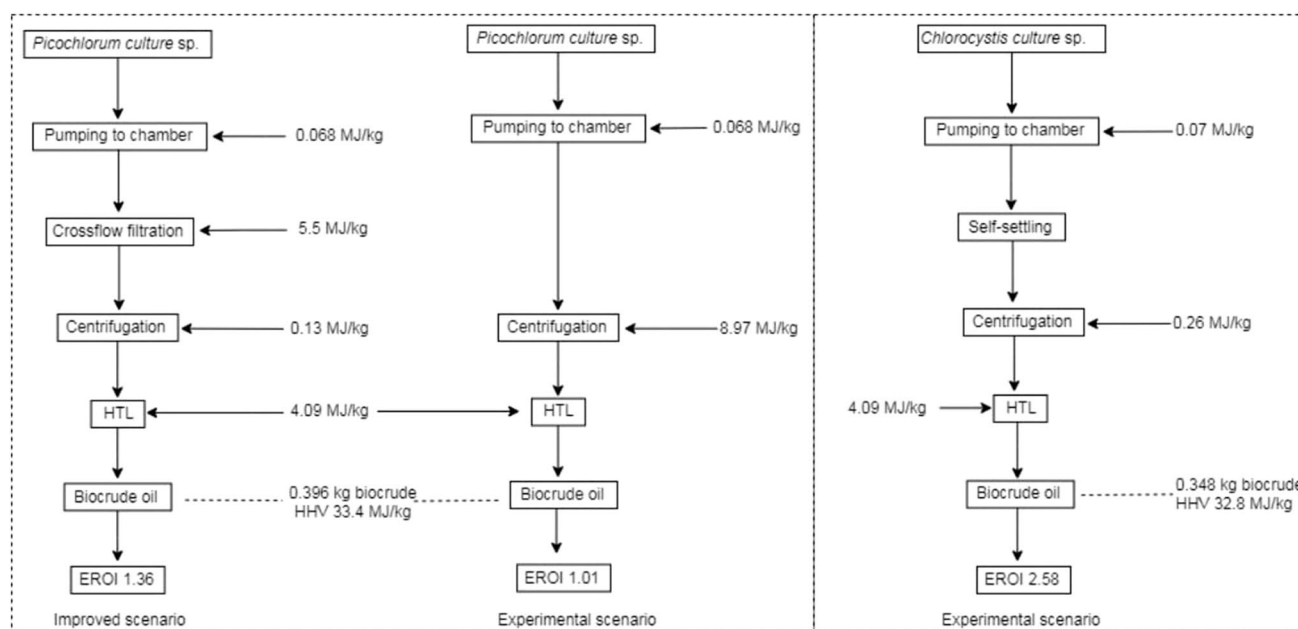 Picochlorum culture sp.
Pumping to chamber
0.068 MJ/kg
Crossflow filtration
5.5 MJ/kg
Centrifugation
0.13 MJ/kg
HTL
4.09 MJ/kg
Biocrude oil
0.396 kg biocrude
HHV 33.4 MJ/kg
EROI 1.36
Improved scenario
Picochlorum culture sp.
Pumping to chamber
0.068 MJ/kg
Centrifugation
8.97 MJ/kg
HTL
Biocrude oil
EROI 1.01
Experimental scenario
Chlorocystis culture sp.
Pumping to chamber
0.07 MJ/kg
Self-settling
Centrifugation
0.26 MJ/kg
4.09 MJ/kg
HTL
Biocrude oil
0.348 kg biocrude
HHV 32.8 MJ/kg
EROI 2.58
Experimental scenario